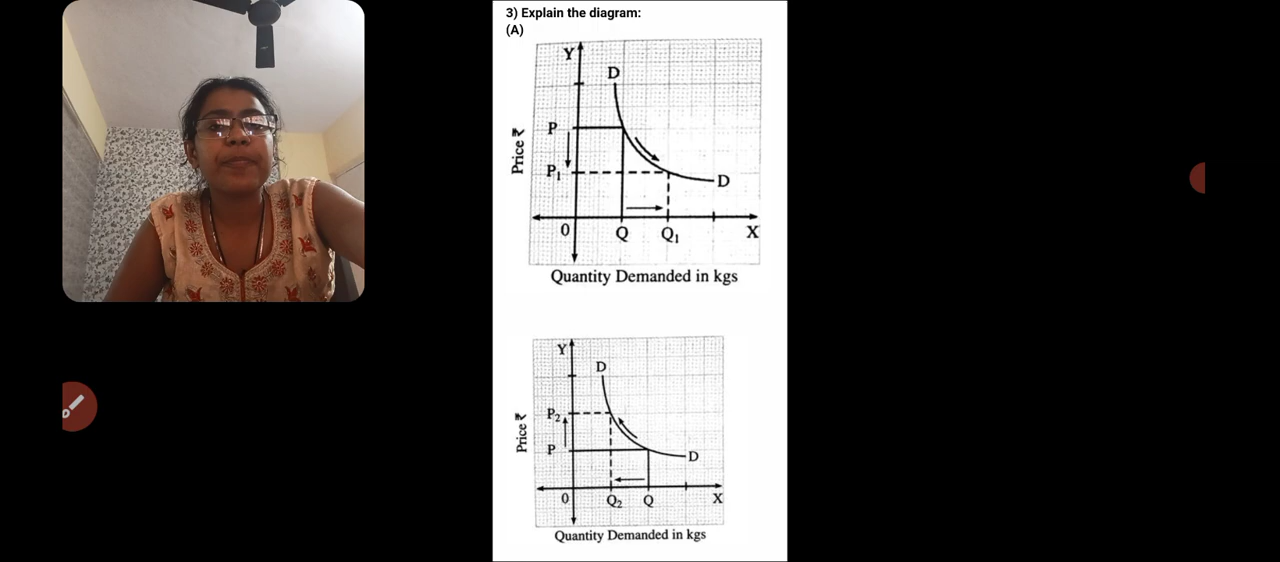 3) Explain the diagram:
(A)
Y
D
P
Price ₹
P₁
D
0
Q
Q₁
X
Quantity Demanded in kgs
Y
D
P₂
Price ₹
P
D
0
Q₂
Q
X
Quantity Demanded in kgs